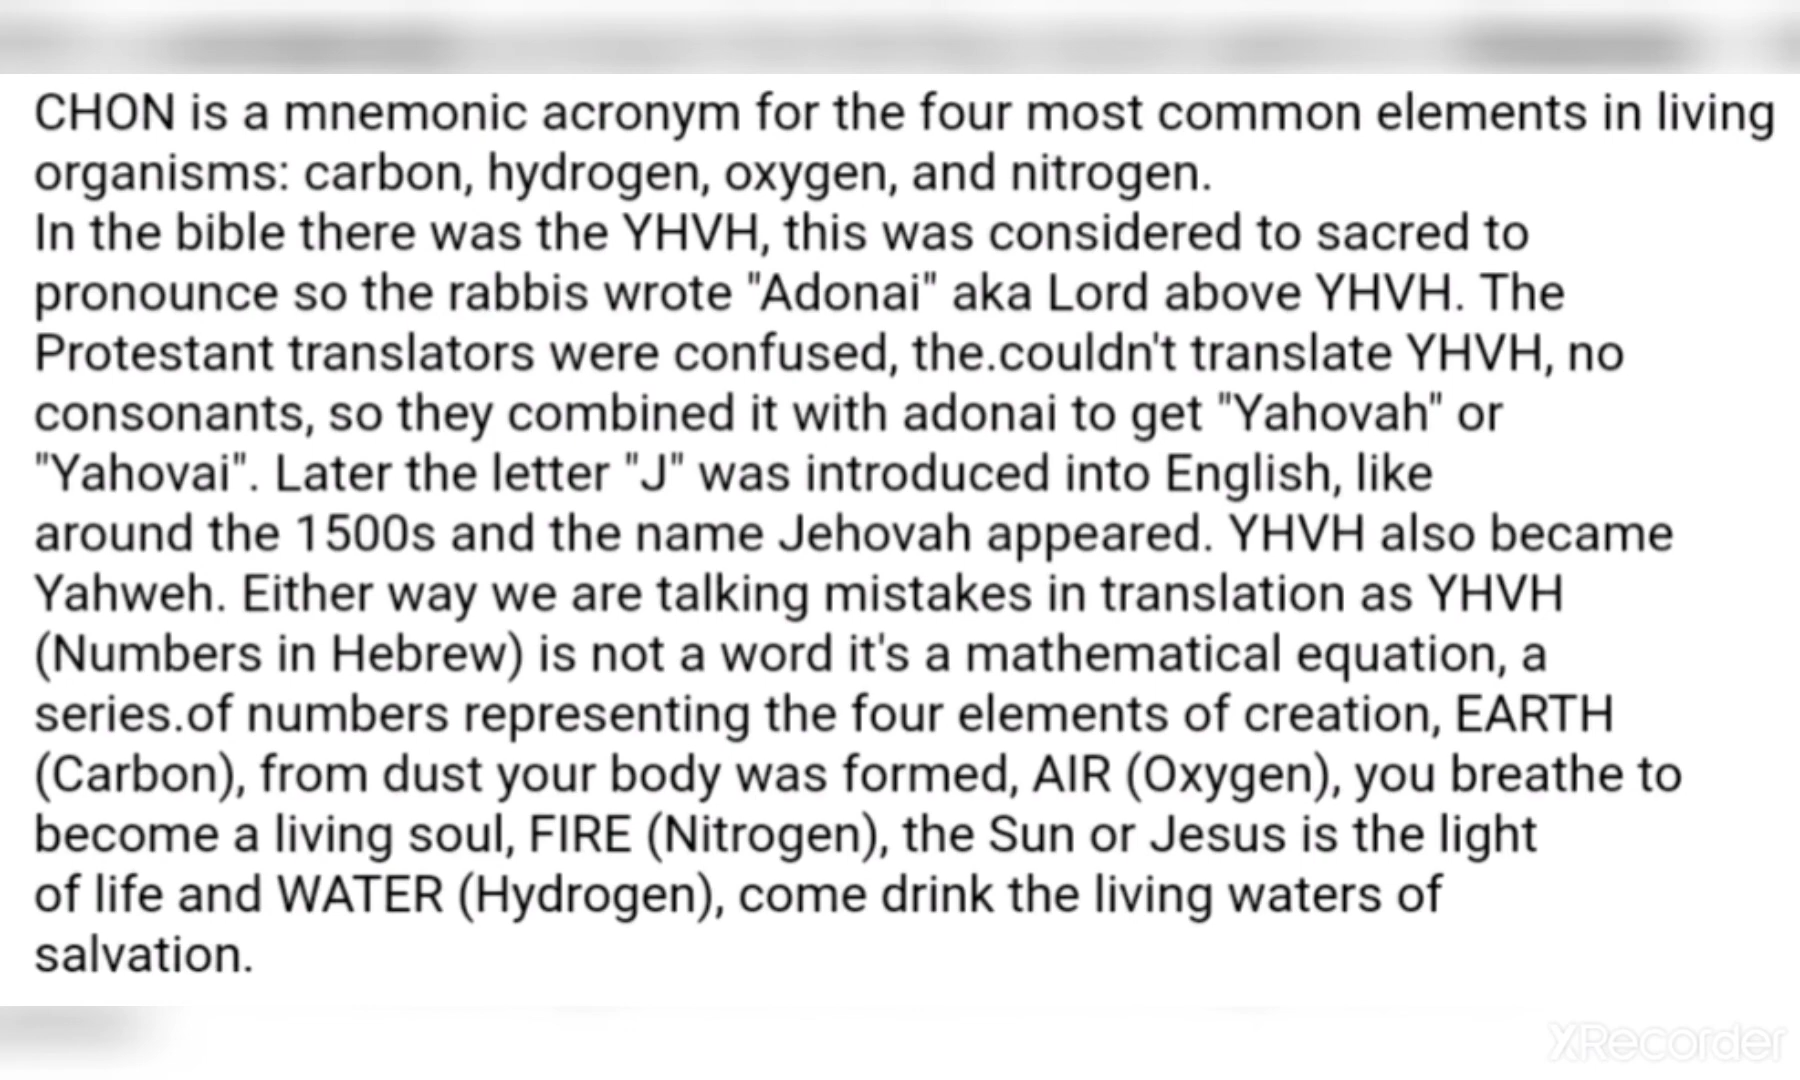 CHON is a mnemonic acronym for the four most common elements in living
organisms: carbon, hydrogen, oxygen, and nitrogen.
In the bible there was the YHVH, this was considered to sacred to
pronounce so the rabbis wrote "Adonai" aka Lord above YHVH. The
Protestant translators were confused, the.couldn't translate YHVH, no
consonants, so they combined it with adonai to get "Yahovah" or
"Yahovai". Later the letter "J" was introduced into English, like
around the 1500s and the name Jehovah appeared. YHVH also became
Yahweh. Either way we are talking mistakes in translation as YHVH
(Numbers in Hebrew) is not a word it's a mathematical equation, a
series.of numbers representing the four elements of creation, EARTH
(Carbon), from dust your body was formed, AIR (Oxygen), you breathe to
become a living soul, FIRE (Nitrogen), the Sun or Jesus is the light
of life and WATER (Hydrogen), come drink the living waters of
salvation.
XRecorder